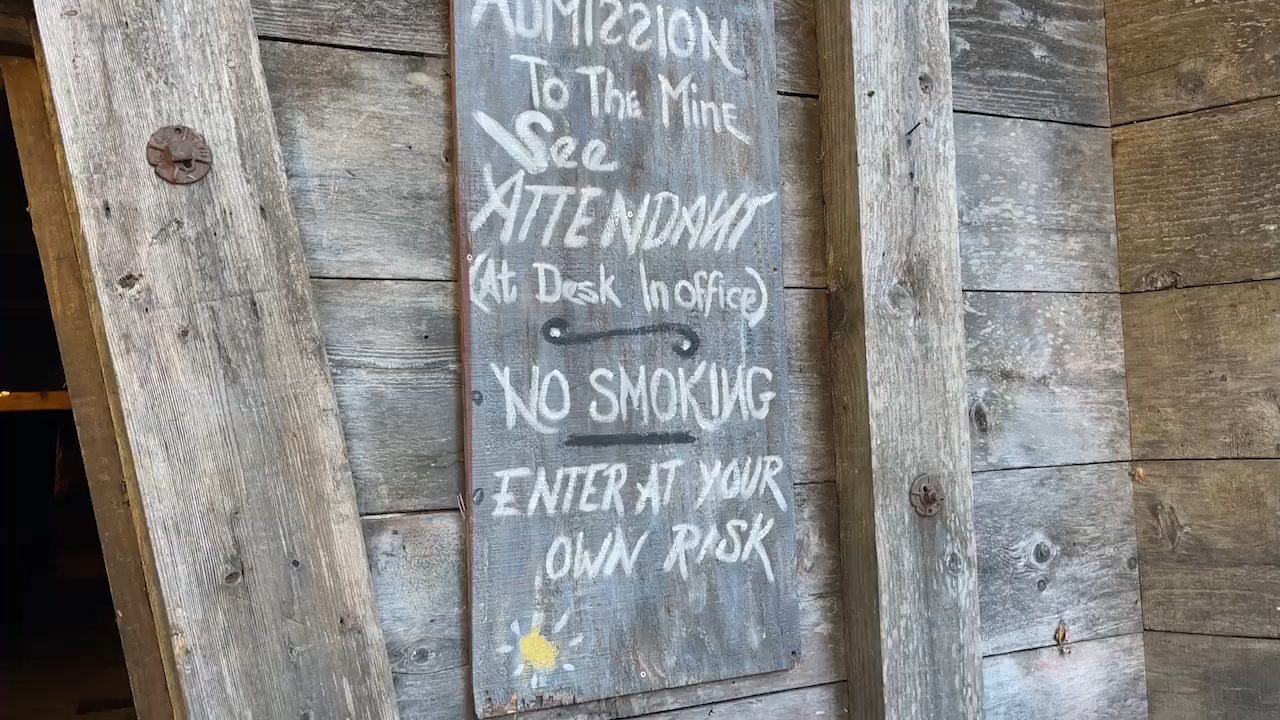 ADMISSION
To The Mine
See
ATTENDANT
(At Desk In office)
NO SMOKING
ENTER AT YOUR
OWN RISK